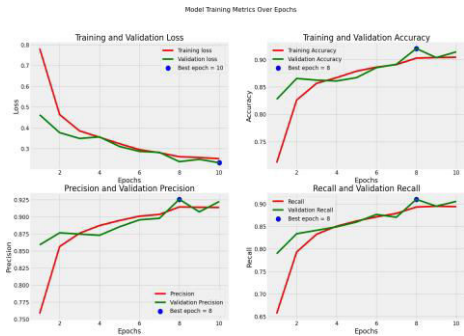 Model Training Metrics Over Epochs
Training and Validation Loss
Training loss
Validation loss
Best epoch = 10
0.8
0.7
0.6
0.5
0.4
0.3
Loss
2 4 6 8 10
Epochs
Training and Validation Accuracy
Training Accuracy
Validation Accuracy
Best epoch = 8
0.90
0.85
0.80
0.75
Accuracy
2 4 6 8 10
Epochs
Precision and Validation Precision
0.925
0.900
0.875
0.850
0.825
0.800
0.775
0.750
Precision
Precision
Validation Precision
Best epoch = 8
2 4 6 8 10
Epochs
Recall and Validation Recall
Recall
Validation Recall
Best epoch = 8
0.90
0.85
0.80
0.75
0.70
0.65
Recall
2 4 6 8 10
Epochs